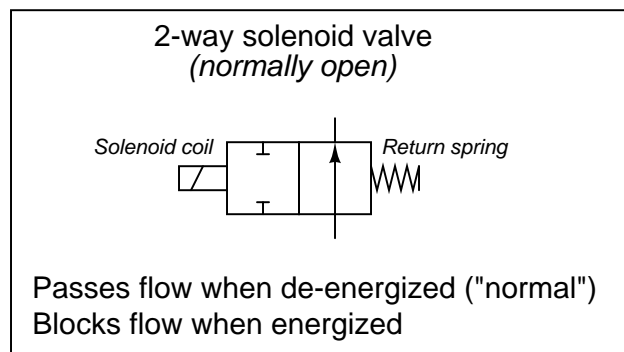 2-way solenoid valve
(normally open)
Solenoid coil
Return spring
Passes flow when de-energized ("normal")
Blocks flow when energized